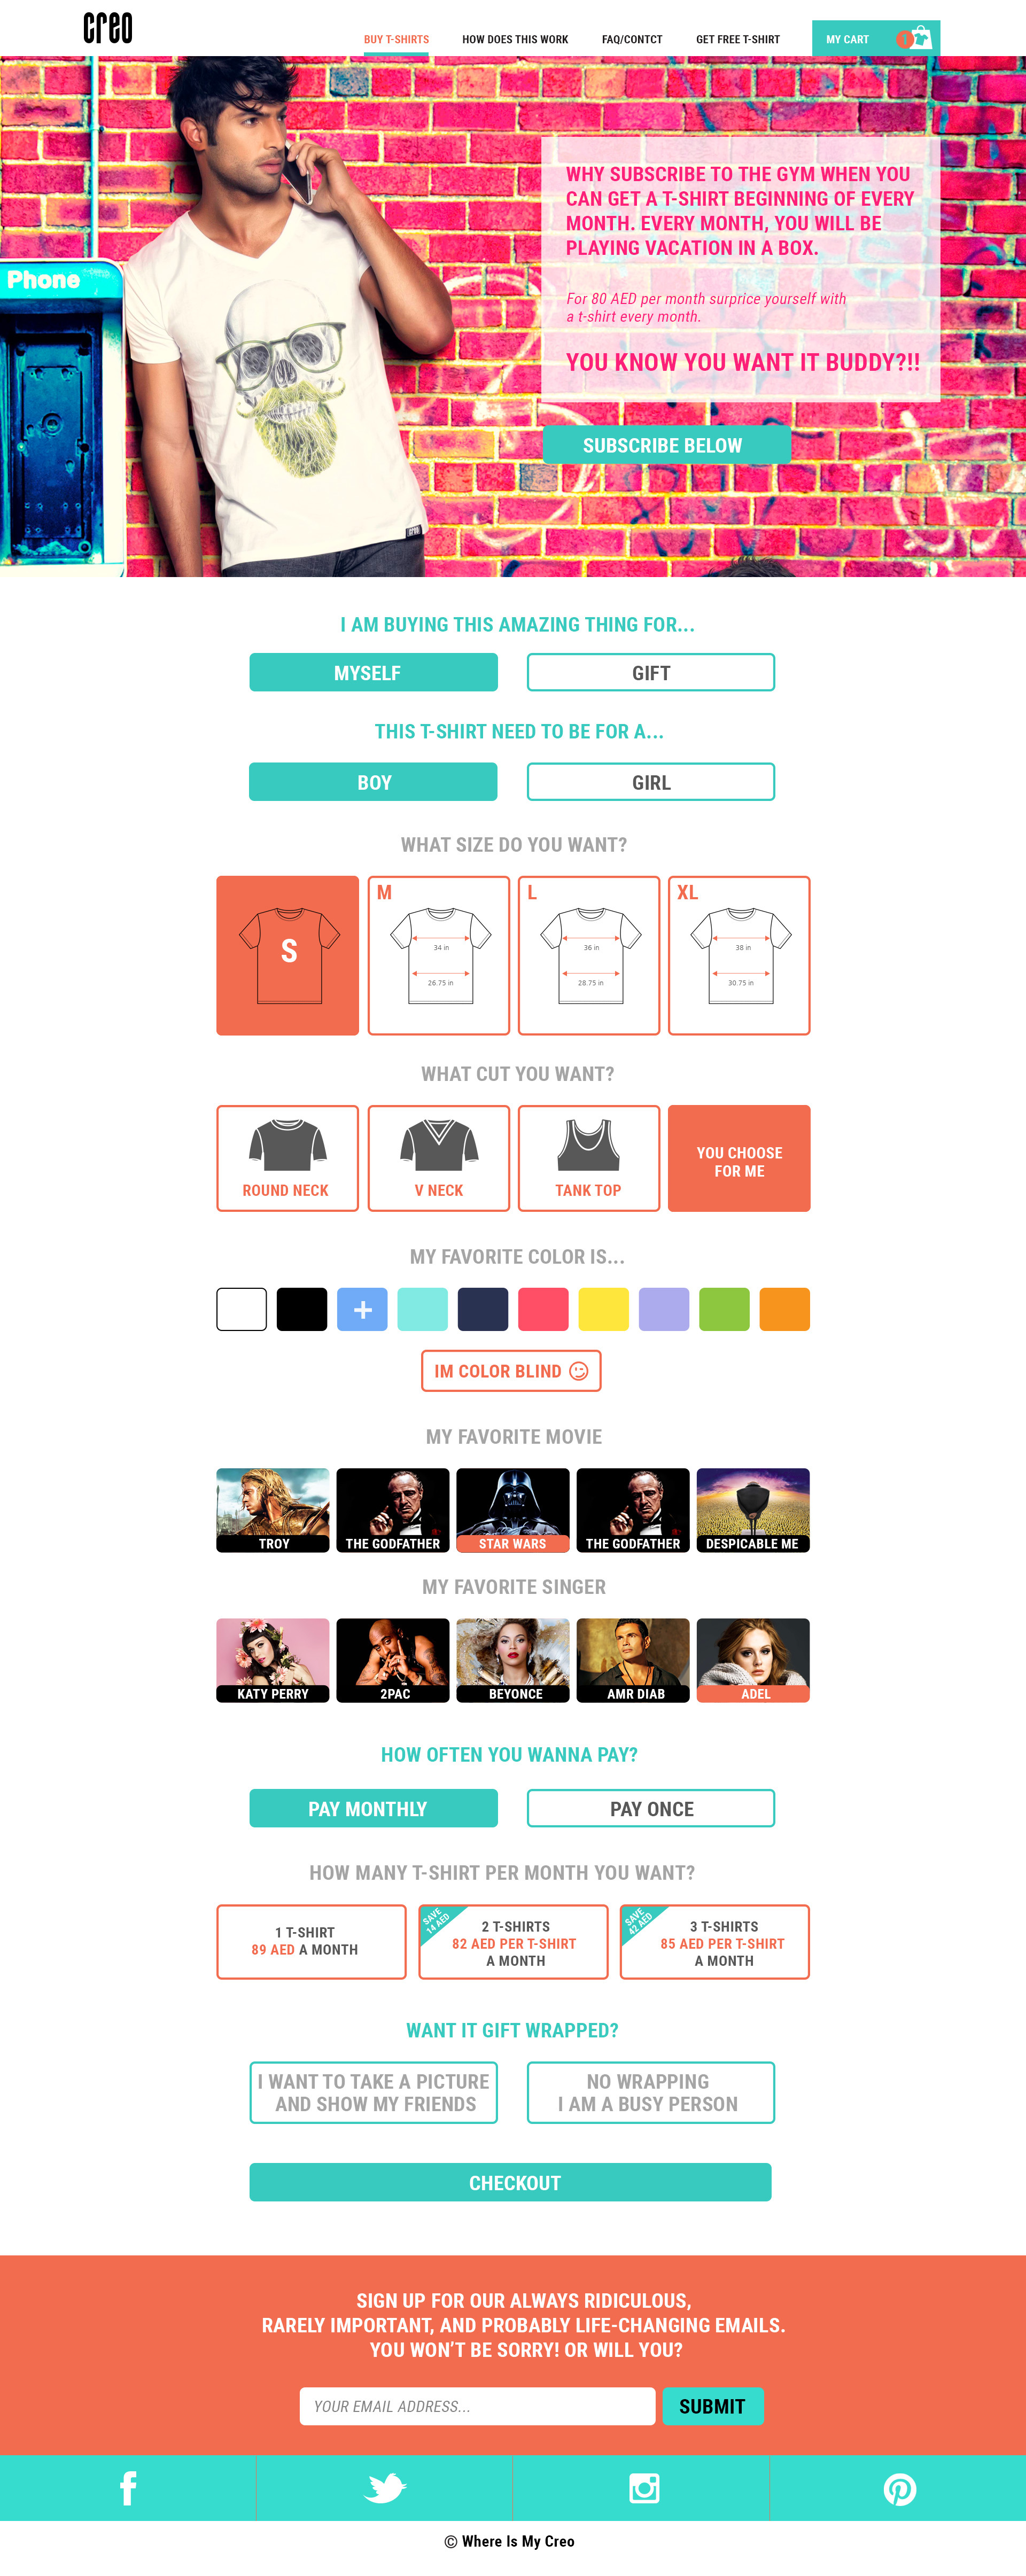 creo
BUY T-SHIRTS
HOW DOES THIS WORK
FAQ/CONTCT
GET FREE T-SHIRT
MY CART
1
Phone
WHY SUBSCRIBE TO THE GYM WHEN YOU
CAN GET A T-SHIRT BEGINNING OF EVERY
MONTH. EVERY MONTH, YOU WILL BE
PLAYING VACATION IN A BOX.
For 80 AED per month surprice yourself with
a t-shirt every month.
YOU KNOW YOU WANT IT BUDDY?!!
SUBSCRIBE BELOW
creo
I AM BUYING THIS AMAZING THING FOR...
MYSELF
GIFT
THIS T-SHIRT NEED TO BE FOR A...
BOY
GIRL
WHAT SIZE DO YOU WANT?
S
M
34 in
26.75 in
L
36 in
28.75 in
XL
38 in
30.75 in
WHAT CUT YOU WANT?
ROUND NECK
V NECK
TANK TOP
YOU CHOOSE
FOR ME
MY FAVORITE COLOR IS...
IM COLOR BLIND
MY FAVORITE MOVIE
TROY
THE GODFATHER
STAR WARS
THE GODFATHER
DESPICABLE ME
MY FAVORITE SINGER
KATY PERRY
2PAC
BEYONCE
AMR DIAB
ADEL
HOW OFTEN YOU WANNA PAY?
PAY MONTHLY
PAY ONCE
HOW MANY T-SHIRT PER MONTH YOU WANT?
1 T-SHIRT
89 AED A MONTH
SAVE
14 AED
2 T-SHIRTS
82 AED PER T-SHIRT
A MONTH
SAVE
42 AED
3 T-SHIRTS
85 AED PER T-SHIRT
A MONTH
WANT IT GIFT WRAPPED?
I WANT TO TAKE A PICTURE
AND SHOW MY FRIENDS
NO WRAPPING
I AM A BUSY PERSON
CHECKOUT
SIGN UP FOR OUR ALWAYS RIDICULOUS,
RARELY IMPORTANT, AND PROBABLY LIFE-CHANGING EMAILS.
YOU WON'T BE SORRY! OR WILL YOU?
YOUR EMAIL ADDRESS...
SUBMIT
© Where Is My Creo